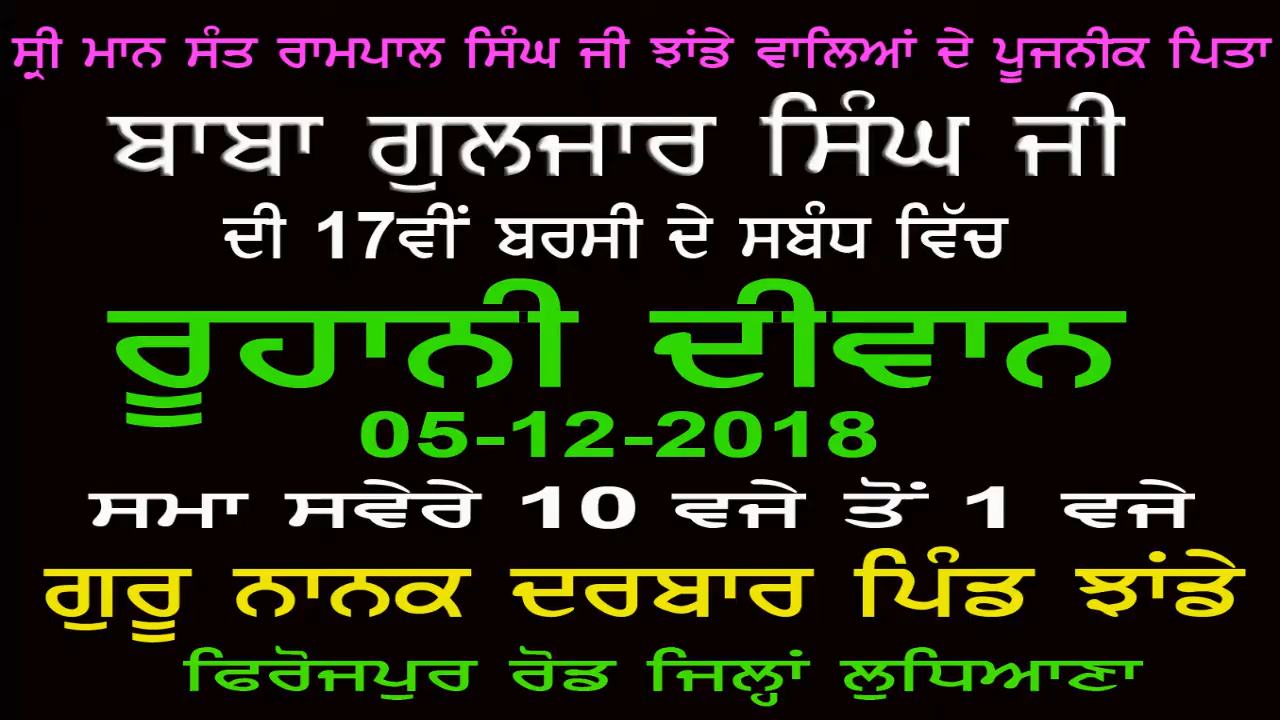 ਸ੍ਰੀ ਮਾਨ ਸੰਤ ਰਾਮਪਾਲ ਸਿੰਘ ਜੀ ਝਾਂਡੇ ਵਾਲਿਆਂ ਦੇ ਪੂਜਨੀਕ ਪਿਤਾ
ਬਾਬਾ ਗੁਲਜਾਰ ਸਿੰਘ ਜੀ
ਦੀ 17ਵੀਂ ਬਰਸੀ ਦੇ ਸਬੰਧ ਵਿੱਚ
ਰੂਹਾਨੀ ਦੀਵਾਨ
05-12-2018
ਸਮਾ ਸਵੇਰੇ 10 ਵਜੇ ਤੋਂ 1 ਵਜੇ
ਗੁਰੂ ਨਾਨਕ ਦਰਬਾਰ ਪਿੰਡ ਝਾਂਡੇ
ਫਿਰੋਜਪੁਰ ਰੋਡ ਜਿਲ੍ਹਾਂ ਲੁਧਿਆਣਾ